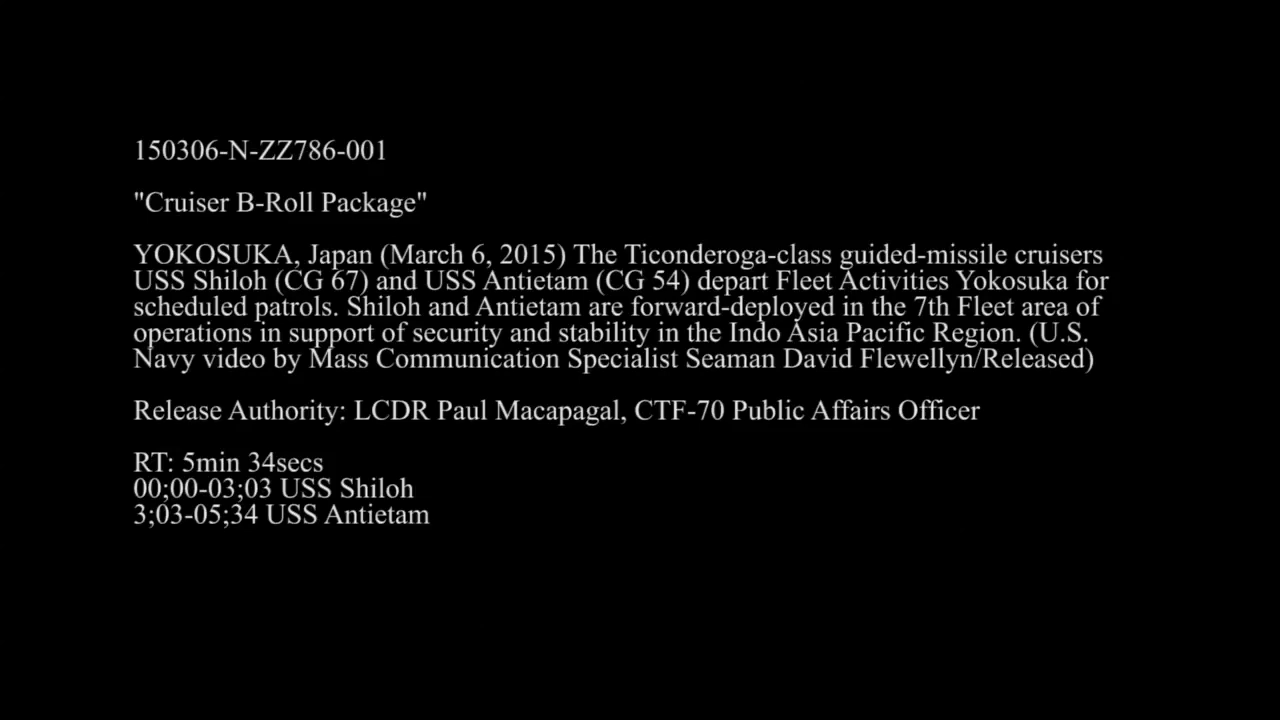 150306-N-ZZ786-001
"Cruiser B-Roll Package"
YOKOSUKA, Japan (March 6, 2015) The Ticonderoga-class guided-missile cruisers
USS Shiloh (CG 67) and USS Antietam (CG 54) depart Fleet Activities Yokosuka for
scheduled patrols. Shiloh and Antietam are forward-deployed in the 7th Fleet area of
operations in support of security and stability in the Indo Asia Pacific Region. (U.S.
Navy video by Mass Communication Specialist Seaman David Flewellyn/Released)
Release Authority: LCDR Paul Macapagal, CTF-70 Public Affairs Officer
RT: 5min 34secs
00;00-03;03 USS Shiloh
3;03-05;34 USS Antietam